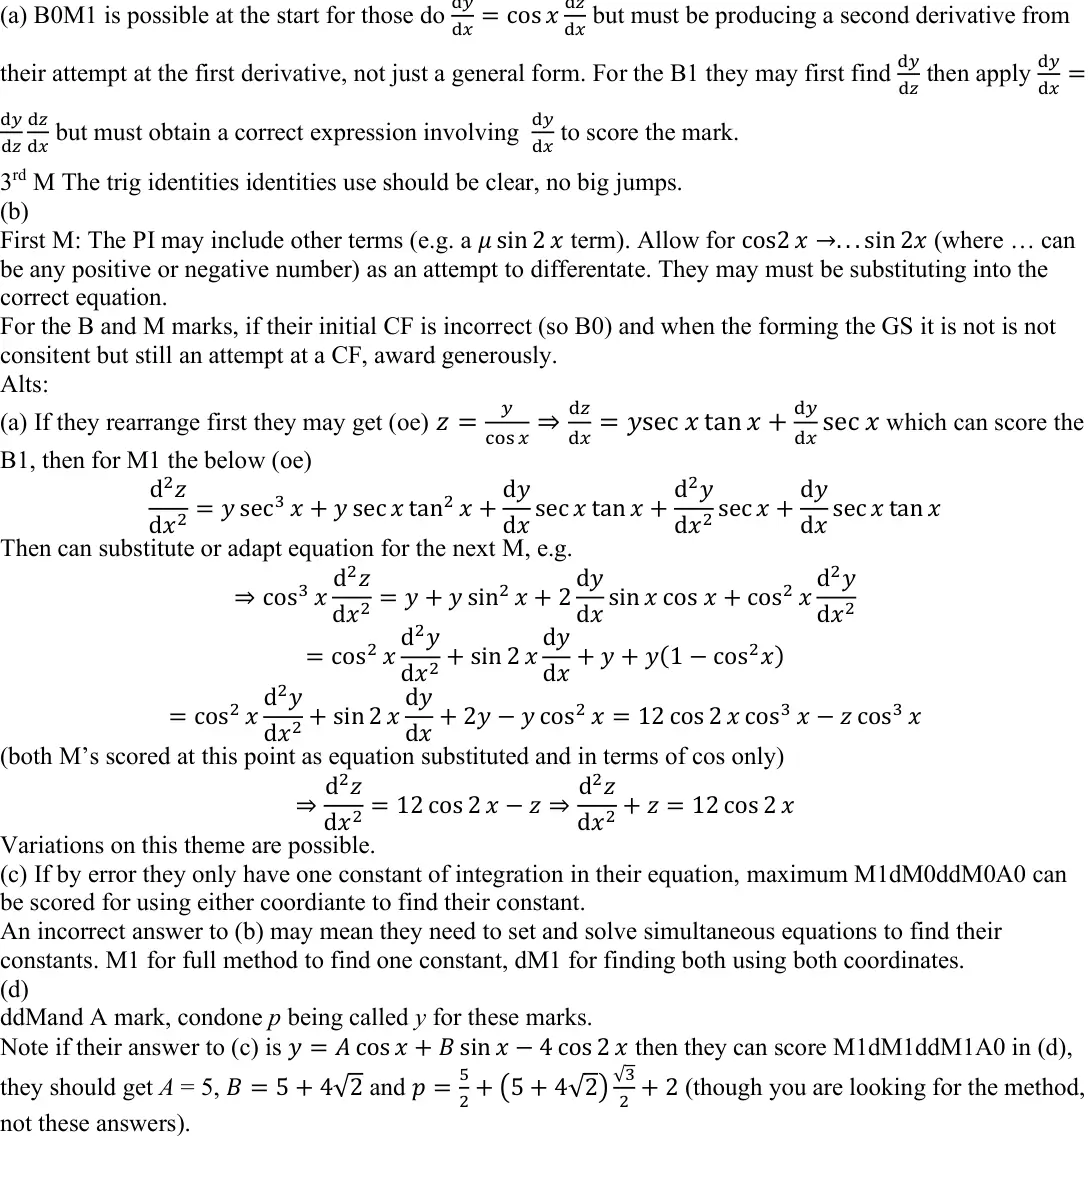 (a) B0M1 is possible at the start for those do dy/dx = cos x dz/dx but must be producing a second derivative from
their attempt at the first derivative, not just a general form. For the B1 they may first find dy/dz then apply dy/dx =
dy/dz dz/dx but must obtain a correct expression involving dy/dx to score the mark.
3rd M The trig identities identities use should be clear, no big jumps.
(b)
First M: The PI may include other terms (e.g. a μ sin 2 x term). Allow for cos2 x →…sin 2x (where … can
be any positive or negative number) as an attempt to differentate. They may must be substituting into the
correct equation.
For the B and M marks, if their initial CF is incorrect (so B0) and when the forming the GS it is not is not
consitent but still an attempt at a CF, award generously.
Alts:
(a) If they rearrange first they may get (oe) z = y/cos x ⇒ dz/dx = ysec x tan x + dy/dx sec x which can score the
B1, then for M1 the below (oe)
d²z/dx² = y sec³ x + y sec x tan² x + dy/dx sec x tan x + d²y/dx² sec x + dy/dx sec x tan x
Then can substitute or adapt equation for the next M, e.g.
⇒ cos³ x d²z/dx² = y + y sin² x + 2 dy/dx sin x cos x + cos² x d²y/dx²
= cos² x d²y/dx² + sin 2 x dy/dx + y + y(1 − cos²x)
= cos² x d²y/dx² + sin 2 x dy/dx + 2y − y cos² x = 12 cos 2 x cos³ x − z cos³ x
(both M’s scored at this point as equation substituted and in terms of cos only)
⇒ d²z/dx² = 12 cos 2 x − z ⇒ d²z/dx² + z = 12 cos 2 x
Variations on this theme are possible.
(c) If by error they only have one constant of integration in their equation, maximum M1dM0ddM0A0 can
be scored for using either coordiante to find their constant.
An incorrect answer to (b) may mean they need to set and solve simultaneous equations to find their
constants. M1 for full method to find one constant, dM1 for finding both using both coordinates.
(d)
ddMand A mark, condone p being called y for these marks.
Note if their answer to (c) is y = A cos x + B sin x − 4 cos 2 x then they can score M1dM1ddM1A0 in (d),
they should get A = 5, B = 5 + 4√2 and p = 5/2 + (5 + 4√2) √3/2 + 2 (though you are looking for the method,
not these answers).